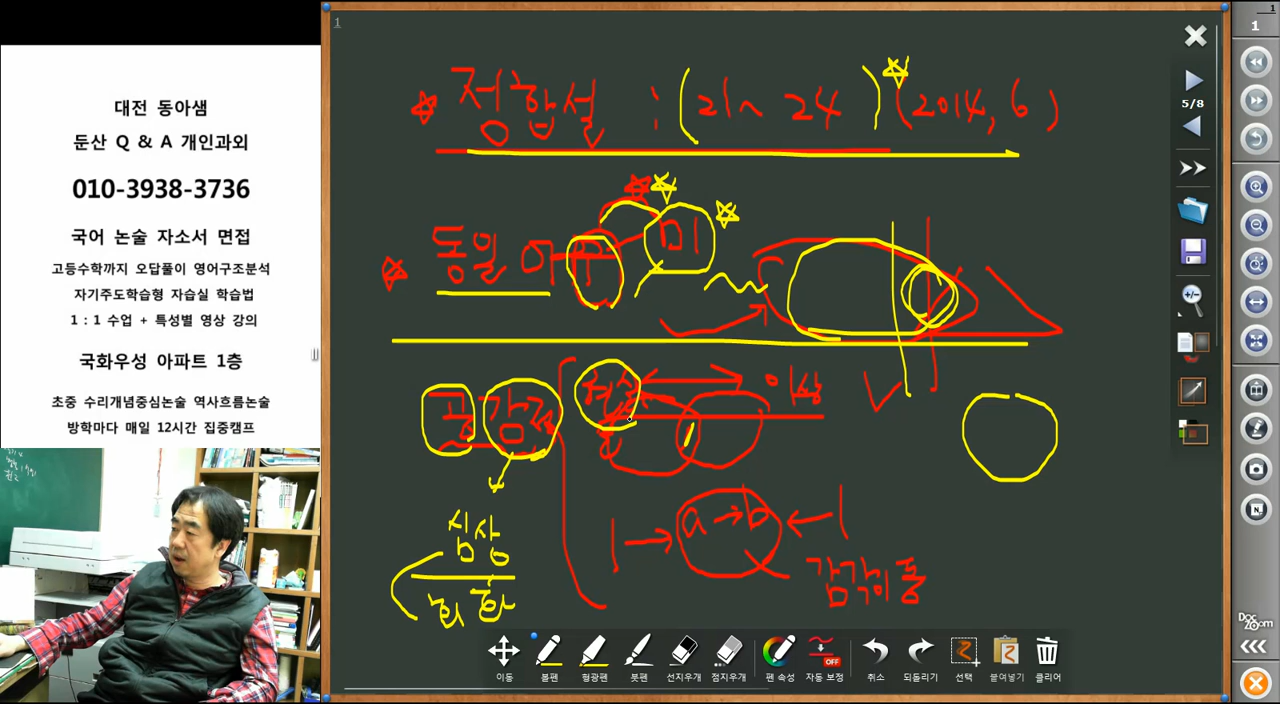 대전 동아샘
둔산 Q & A 개인과외
010-3938-3736
국어 논술 자소서 면접
고등수학까지 오답풀이 영어구조분석
자기주도학습형 자습실 학습법
1 : 1 수업 + 특성별 영상 강의
국화우성 아파트 1층
초중 수리개념중심논술 역사흐름논술
방학마다 매일 12시간 집중캠프
1
정합설 : (21~24) (2014, 6)
동일
미
이상
a → b
감각이동
심상
1
1
5/8
Doc Zoom
이동
볼펜
형광펜
붓펜
선지우개
점지우개
펜 속성
OFF
자동 보정
취소
되돌리기
선택
붙여넣기
클리어